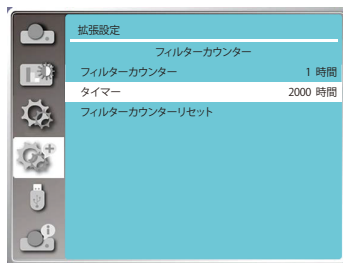 拡張設定
フィルターカウンター
フィルターカウンター 1 時間
タイマー 2000 時間
フィルターカウンターリセット